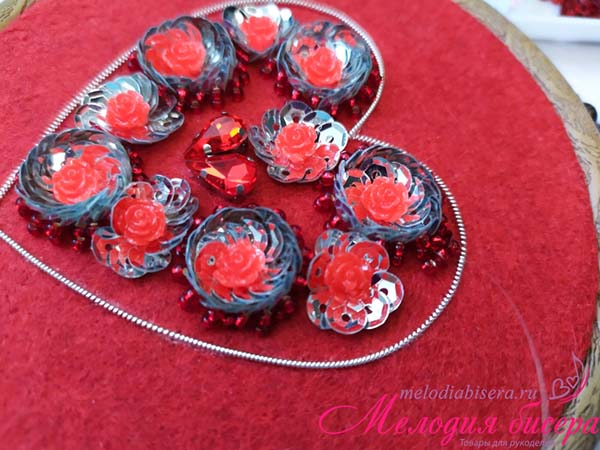 melodiabisera.ru
Мелодия бисера
Товары для рукоделия